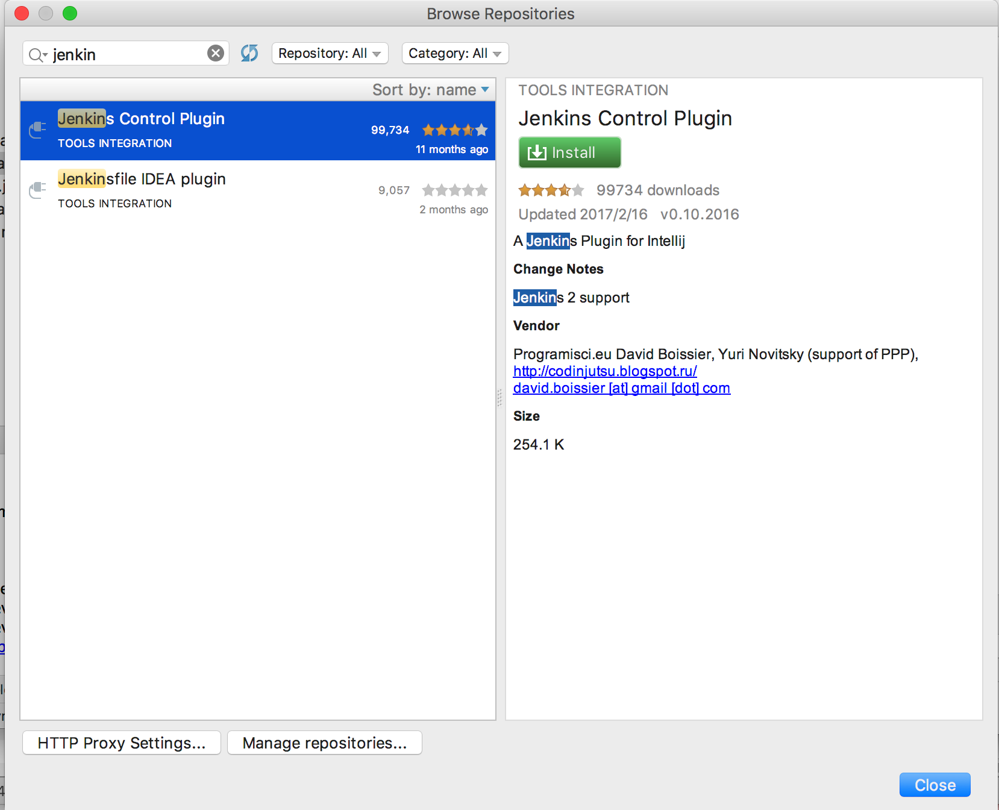 Browse Repositories
jenkin
Repository: All
Category: All
Sort by: name
Jenkins Control Plugin
99,734
TOOLS INTEGRATION
11 months ago
Jenkinsfile IDEA plugin
9,057
TOOLS INTEGRATION
2 months ago
TOOLS INTEGRATION
Jenkins Control Plugin
Install
99734 downloads
Updated 2017/2/16 v0.10.2016
A Jenkins Plugin for Intellij
Change Notes
Jenkins 2 support
Vendor
Programisci.eu David Boissier, Yuri Novitsky (support of PPP),
http://codinjutsu.blogspot.ru/
david.boissier [at] gmail [dot] com
Size
254.1 K
HTTP Proxy Settings...
Manage repositories...
Close